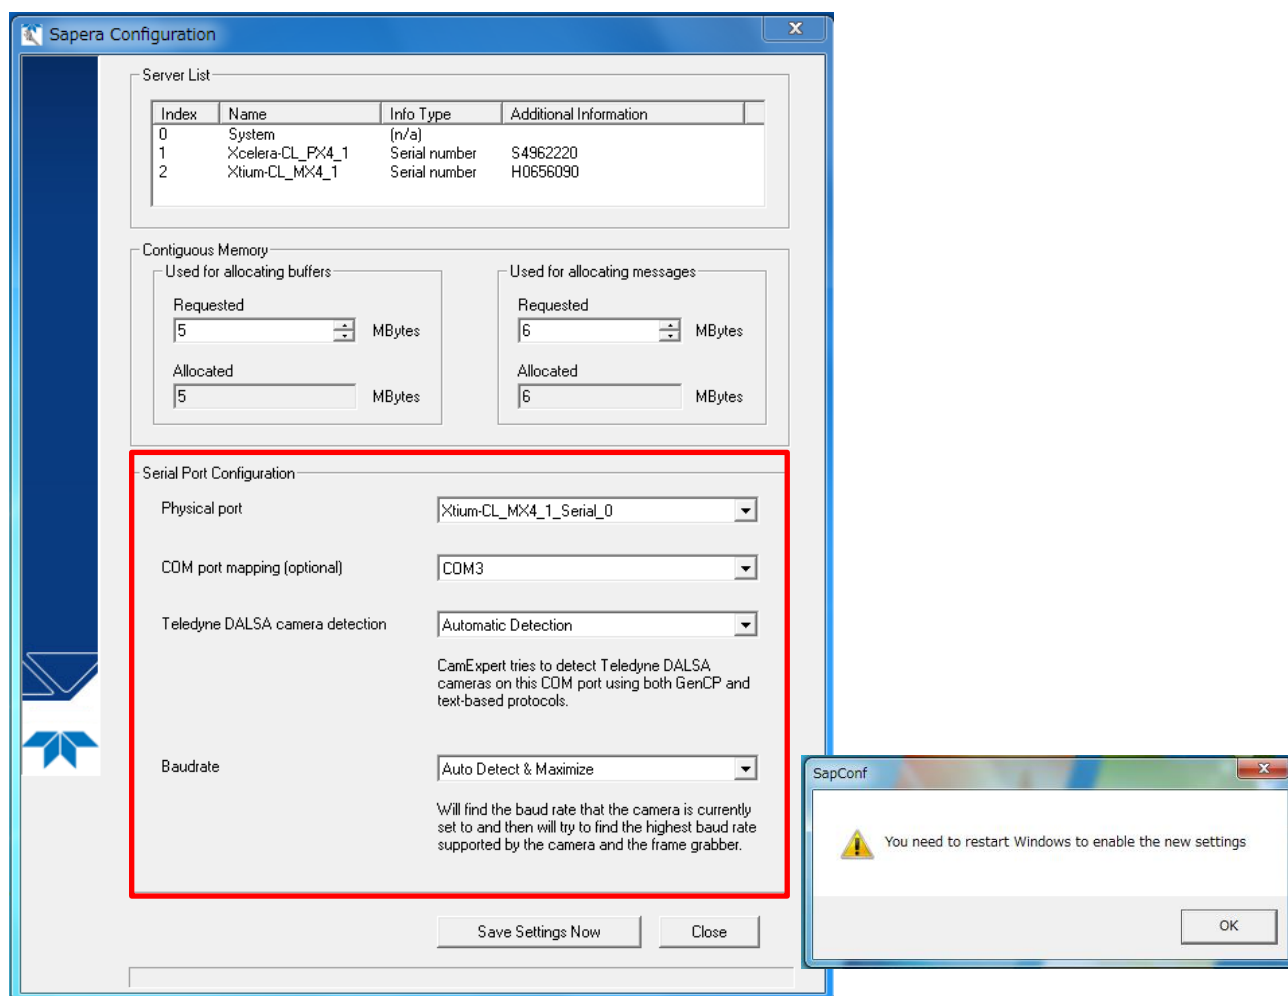 Sapera Configuration
Server List
Index Name Info Type Additional Information
0 System (n/a)
1 Xcelera-CL_PX4_1 Serial number S4962220
2 Xtium-CL_MX4_1 Serial number H0656090
Contiguous Memory
Used for allocating buffers
Requested
5 MBytes
Allocated
5 MBytes
Used for allocating messages
Requested
6 MBytes
Allocated
6 MBytes
Serial Port Configuration
Physical port Xtium-CL_MX4_1_Serial_0
COM port mapping (optional) COM3
Teledyne DALSA camera detection Automatic Detection
CamExpert tries to detect Teledyne DALSA
cameras on this COM port using both GenCP and
text-based protocols.
Baudrate Auto Detect & Maximize
Will find the baud rate that the camera is currently
set to and then will try to find the highest baud rate
supported by the camera and the frame grabber.
Save Settings Now Close
SapConf
You need to restart Windows to enable the new settings
OK